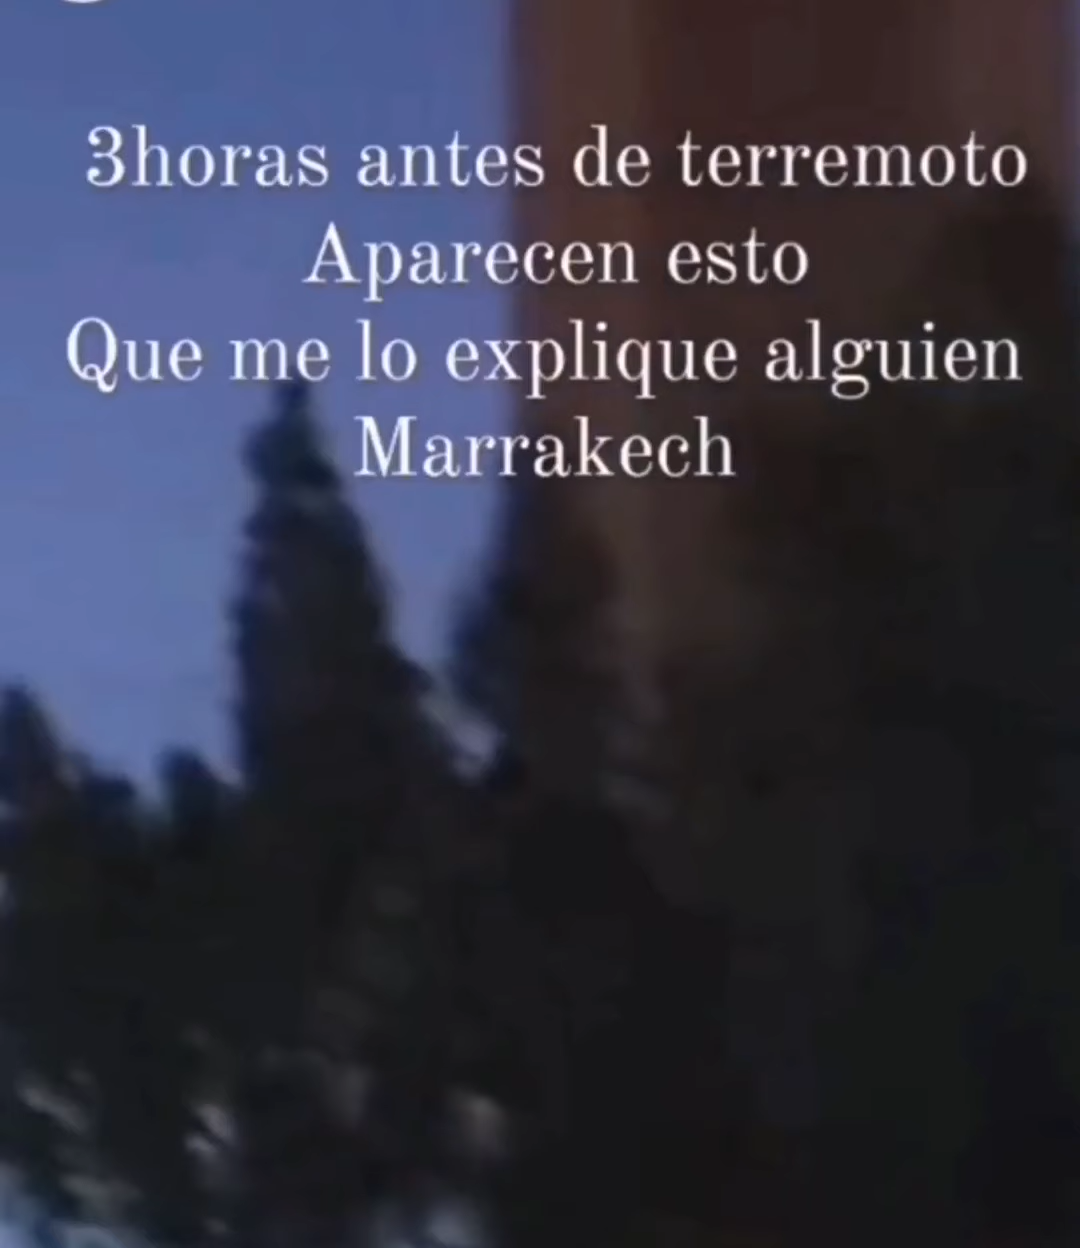 3horas antes de terremoto
Aparecen esto
Que me lo explique alguien
Marrakech